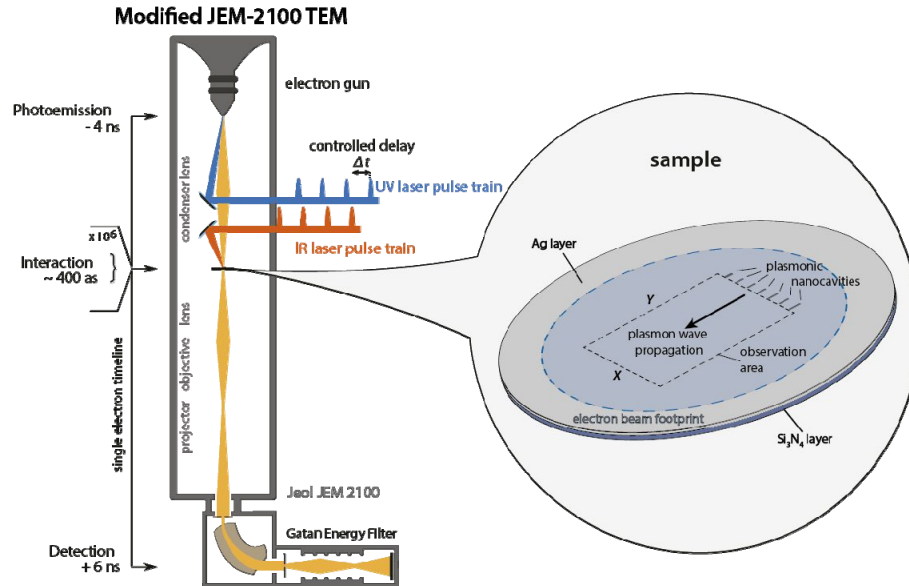 Modified JEM-2100 TEM
electron gun
Photoemission
- 4 ns
controlled delay
Δt
UV laser pulse train
IR laser pulse train
condenser lens
x 10⁶
Interaction
~ 400 as
objective lens
projector
single electron timeline
Jeol JEM 2100
Gatan Energy Filter
Detection
+ 6 ns
sample
Ag layer
plasmonic
nanocavities
Y
plasmon wave
propagation
observation
area
X
electron beam footprint
Si₃N₄ layer